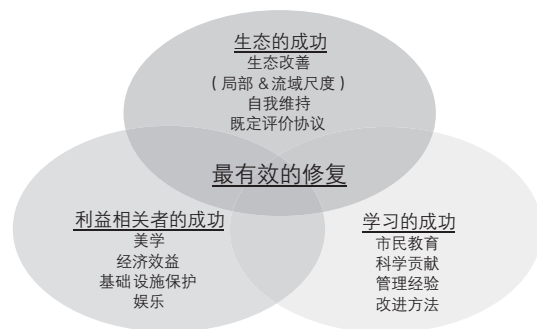 生态的成功
生态改善
(局部&流域尺度)
自我维持
既定评价协议
最有效的修复
利益相关者的成功
美学
经济效益
基础设施保护
娱乐
学习的成功
市民教育
科学贡献
管理经验
改进方法